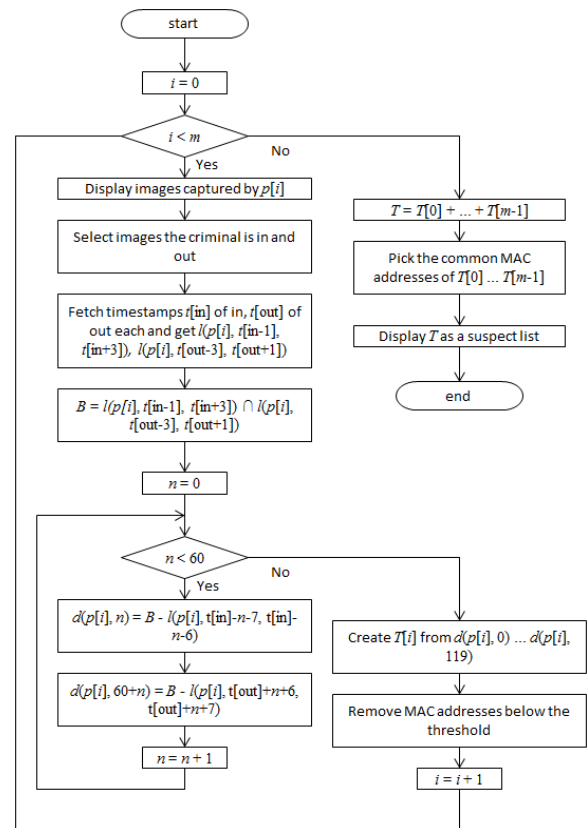 start
i = 0
i < m
Yes
No
Display images captured by p[i]
Select images the criminal is in and
out
Fetch timestamps t[in] of in, t[out] of
out each and get l(p[i], t[in-1],
t[in+3]), l(p[i], t[out-3], t[out+1])
B = l(p[i], t[in-1], t[in+3]) ∩ l(p[i],
t[out-3], t[out+1])
n = 0
n < 60
Yes
No
d(p[i], n) = B - l(p[i], t[in]-n-7, t[in]-
n-6)
d(p[i], 60+n) = B - l(p[i], t[out]+n+6,
t[out]+n+7)
n = n + 1
Create T[i] from d(p[i], 0) ... d(p[i],
119)
Remove MAC addresses below the
threshold
i = i + 1
T = T[0] + ... + T[m-1]
Pick the common MAC
addresses of T[0] ... T[m-1]
Display T as a suspect list
end